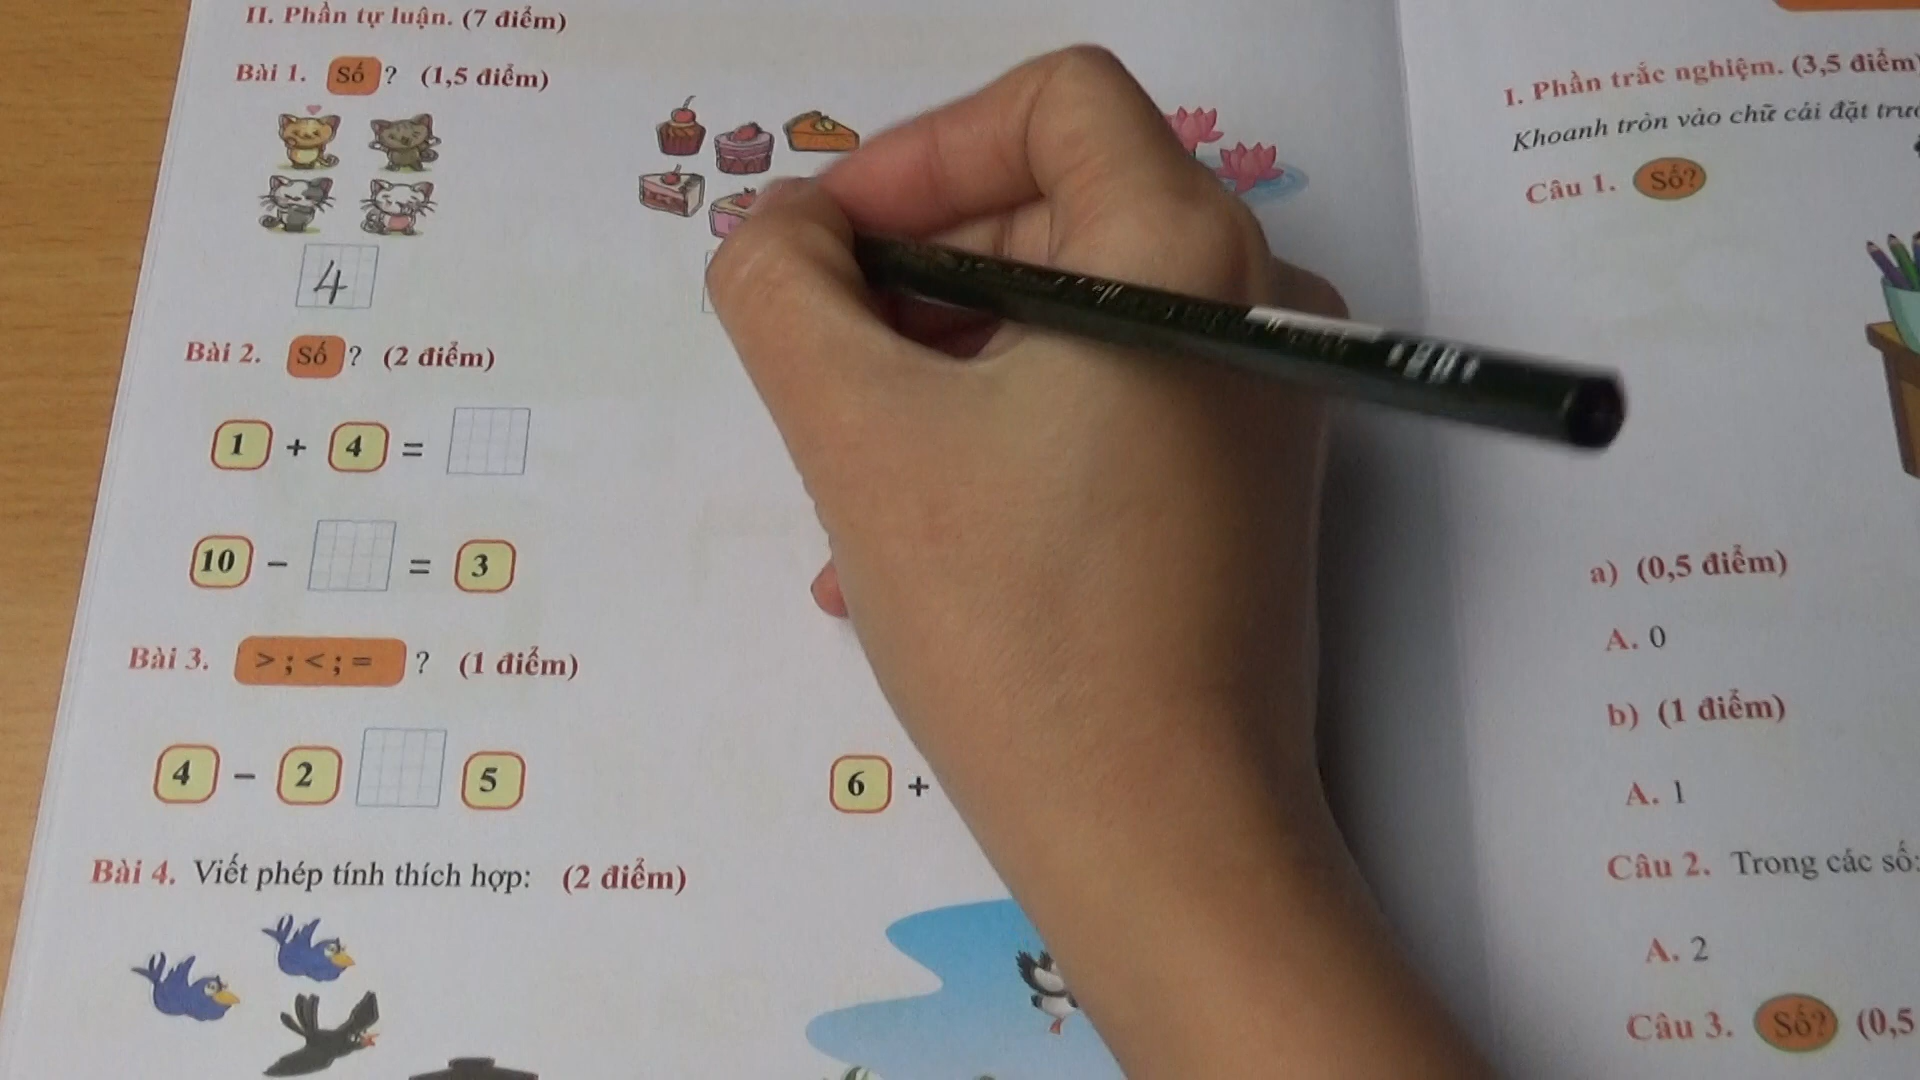 II. Phần tự luận. (7 điểm)
Bài 1. Số ? (1,5 điểm)
4
Bài 2. Số ? (2 điểm)
1 + 4 =
10 - = 3
Bài 3. > ; < ; = ? (1 điểm)
4 - 2 5
6 +
Bài 4. Viết phép tính thích hợp: (2 điểm)
I. Phần trắc nghiệm. (3,5 điểm)
Khoanh tròn vào chữ cái đặt
Câu 1. Số?
a) (0,5 điểm)
A. 0
b) (1 điểm)
A. 1
Câu 2. Trong các số:
A. 2
Câu 3. Số? (0,5